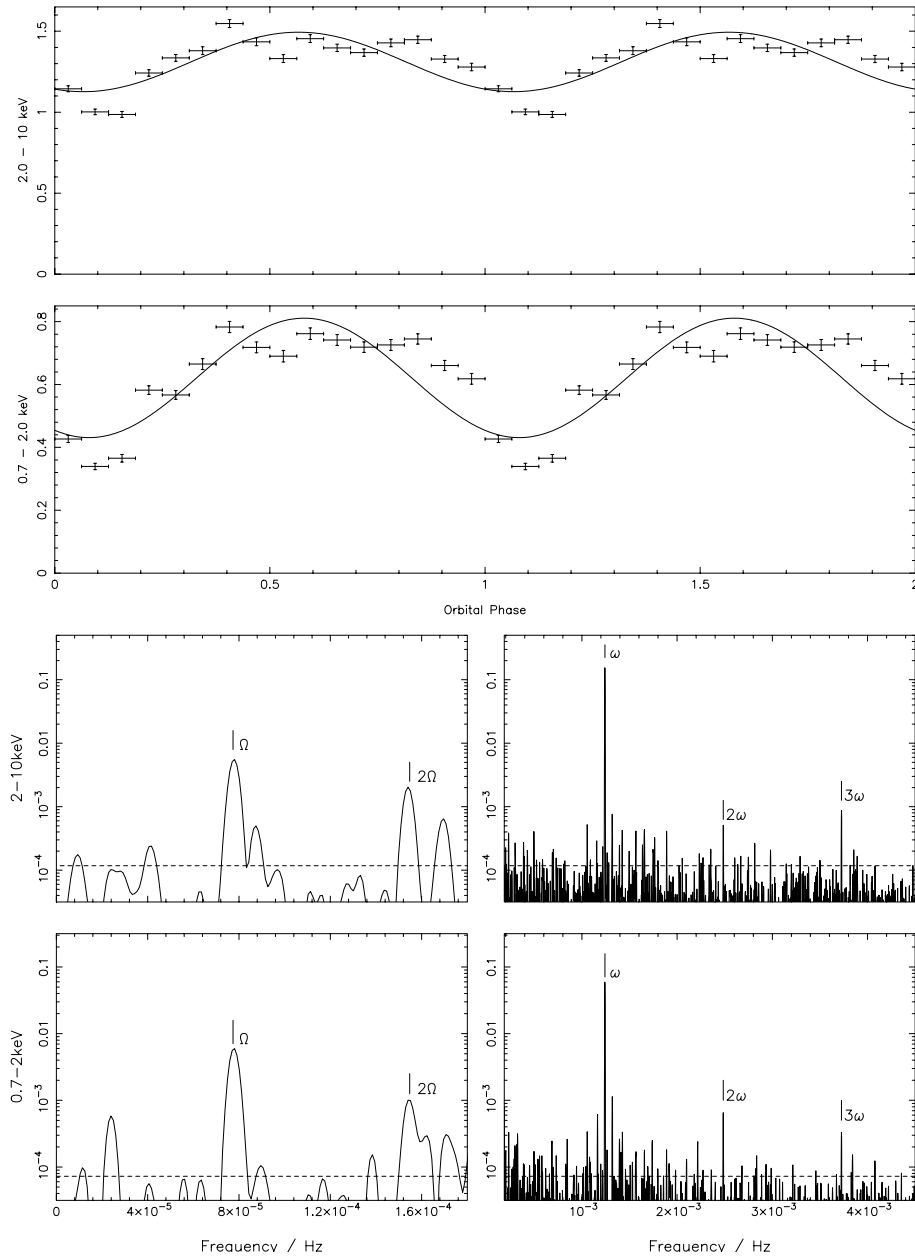 2.0 – 10 keV
0 0.5 1 1.5
0.7 – 2.0 keV
0 0.2 0.4 0.6 0.8
0 0.5 1 1.5 2
Orbital Phase
2–10keV
10⁻⁴ 10⁻³ 0.01 0.1
Ω
2Ω
ω
2ω
3ω
0.7–2keV
10⁻⁴ 10⁻³ 0.01 0.1
Ω
2Ω
ω
2ω
3ω
0 4×10⁻⁵ 8×10⁻⁵ 1.2×10⁻⁴ 1.6×10⁻⁴
10⁻³ 2×10⁻³ 3×10⁻³ 4×10⁻³
Frequency / Hz
Frequency / Hz